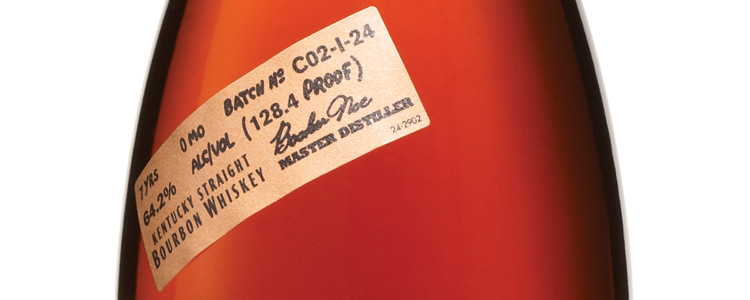 7 YRS 0 MO BATCH Nº C02-I-24
64.2% ALC/VOL (128.4 PROOF)
KENTUCKY STRAIGHT
BOURBON WHISKEY
Booker Noe
MASTER DISTILLER
24-2902